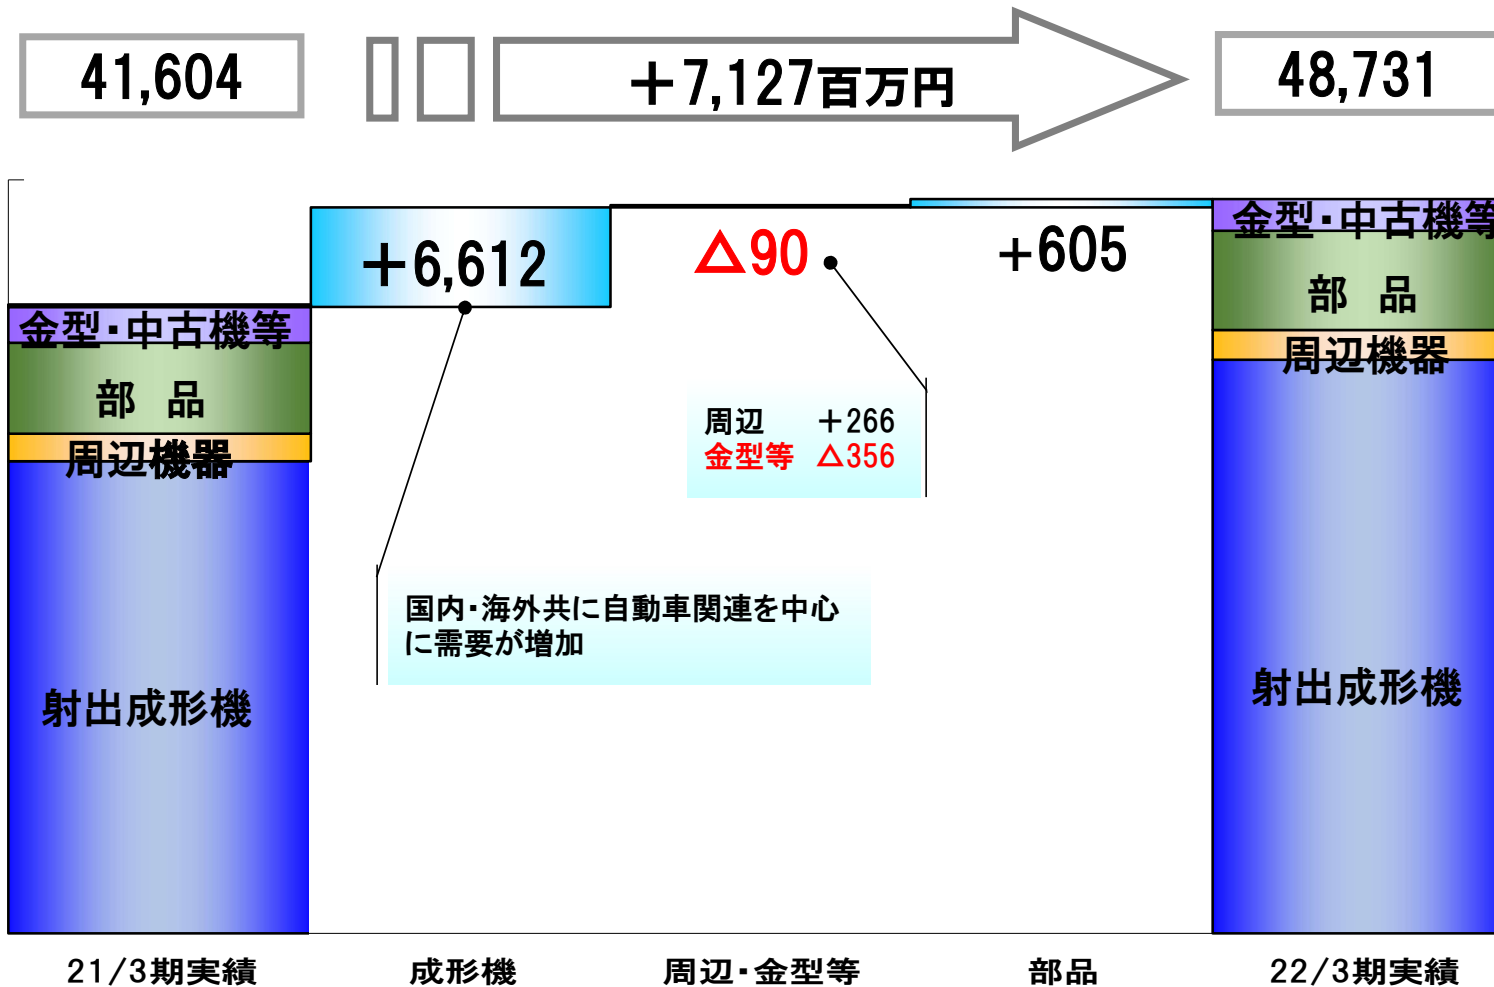 41,604
＋7,127百万円
48,731
＋6,612
△90
+605
金型・中古機等
部　品
周辺機器
射出成形機
金型・中古機等
部　品
周辺機器
射出成形機
周辺　＋266
金型等　△356
国内・海外共に自動車関連を中心
に需要が増加
21/3期実績
成形機
周辺・金型等
部品
22/3期実績